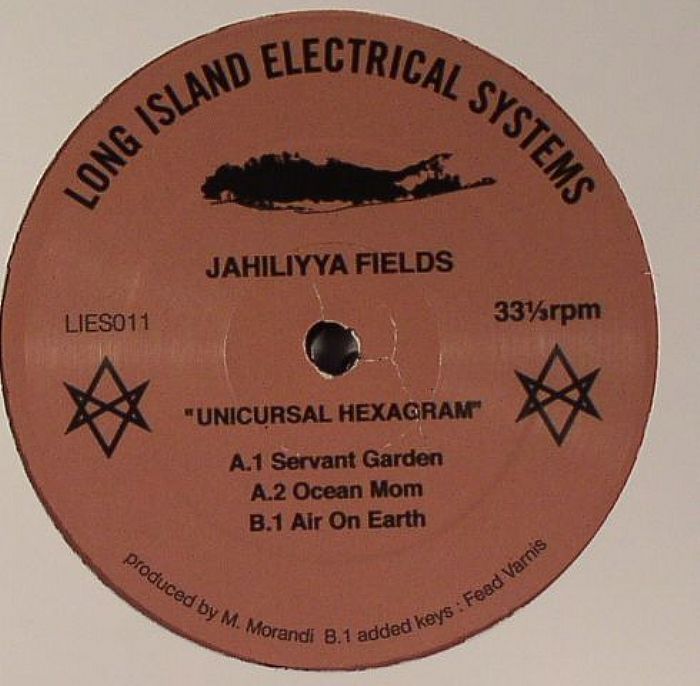 LONG ISLAND ELECTRICAL SYSTEMS
JAHILIYYA FIELDS
LIES011
33⅓rpm
"UNICURSAL HEXAGRAM"
A.1 Servant Garden
A.2 Ocean Mom
B.1 Air On Earth
produced by M. Morandi B.1 added keys : Fead Varnis